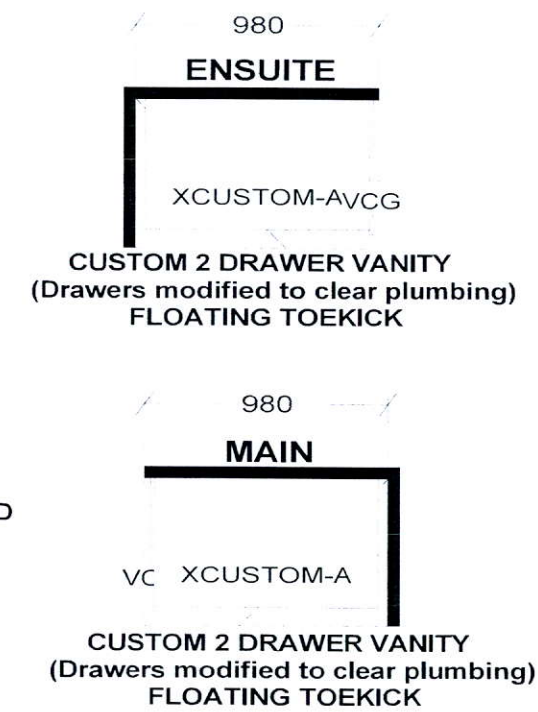 980
ENSUITE
XCUSTOM-AVCG
CUSTOM 2 DRAWER VANITY
(Drawers modified to clear plumbing)
FLOATING TOEKICK
980
MAIN
D
VC XCUSTOM-A
CUSTOM 2 DRAWER VANITY
(Drawers modified to clear plumbing)
FLOATING TOEKICK